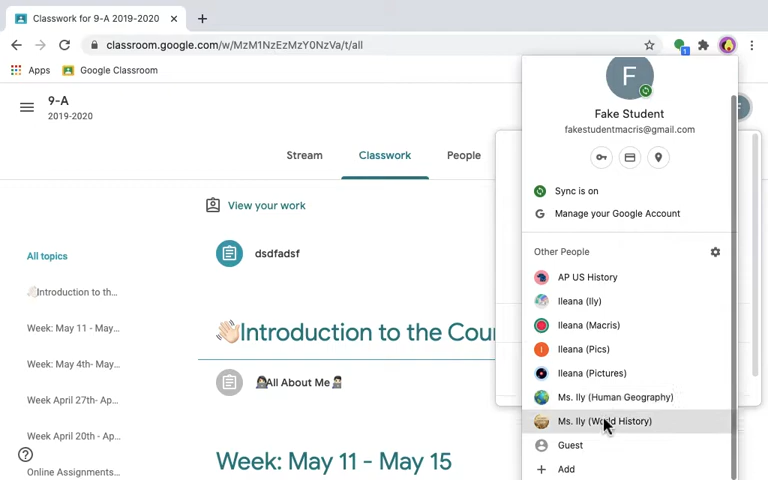 Classwork for 9-A 2019-2020
classroom.google.com/w/MzM1NzEzMzY0NzVa/t/all
1
Apps
Google Classroom
9-A
2019-2020
Stream
Classwork
People
View your work
All topics
dsdfadsf
Introduction to th...
Week: May 11 - May...
Introduction to the Cour
Week: May 4th- May...
All About Me
Week April 27th- Ap...
Week April 20th - Ap...
Week: May 11 - May 15
Online Assignments...
F
F
Fake Student
fakestudentmacris@gmail.com
Sync is on
G Manage your Google Account
Other People
AP US History
Ileana (Ily)
Ileana (Macris)
I Ileana (Pics)
Ileana (Pictures)
Ms. Ily (Human Geography)
Ms. Ily (World History)
Guest
Add